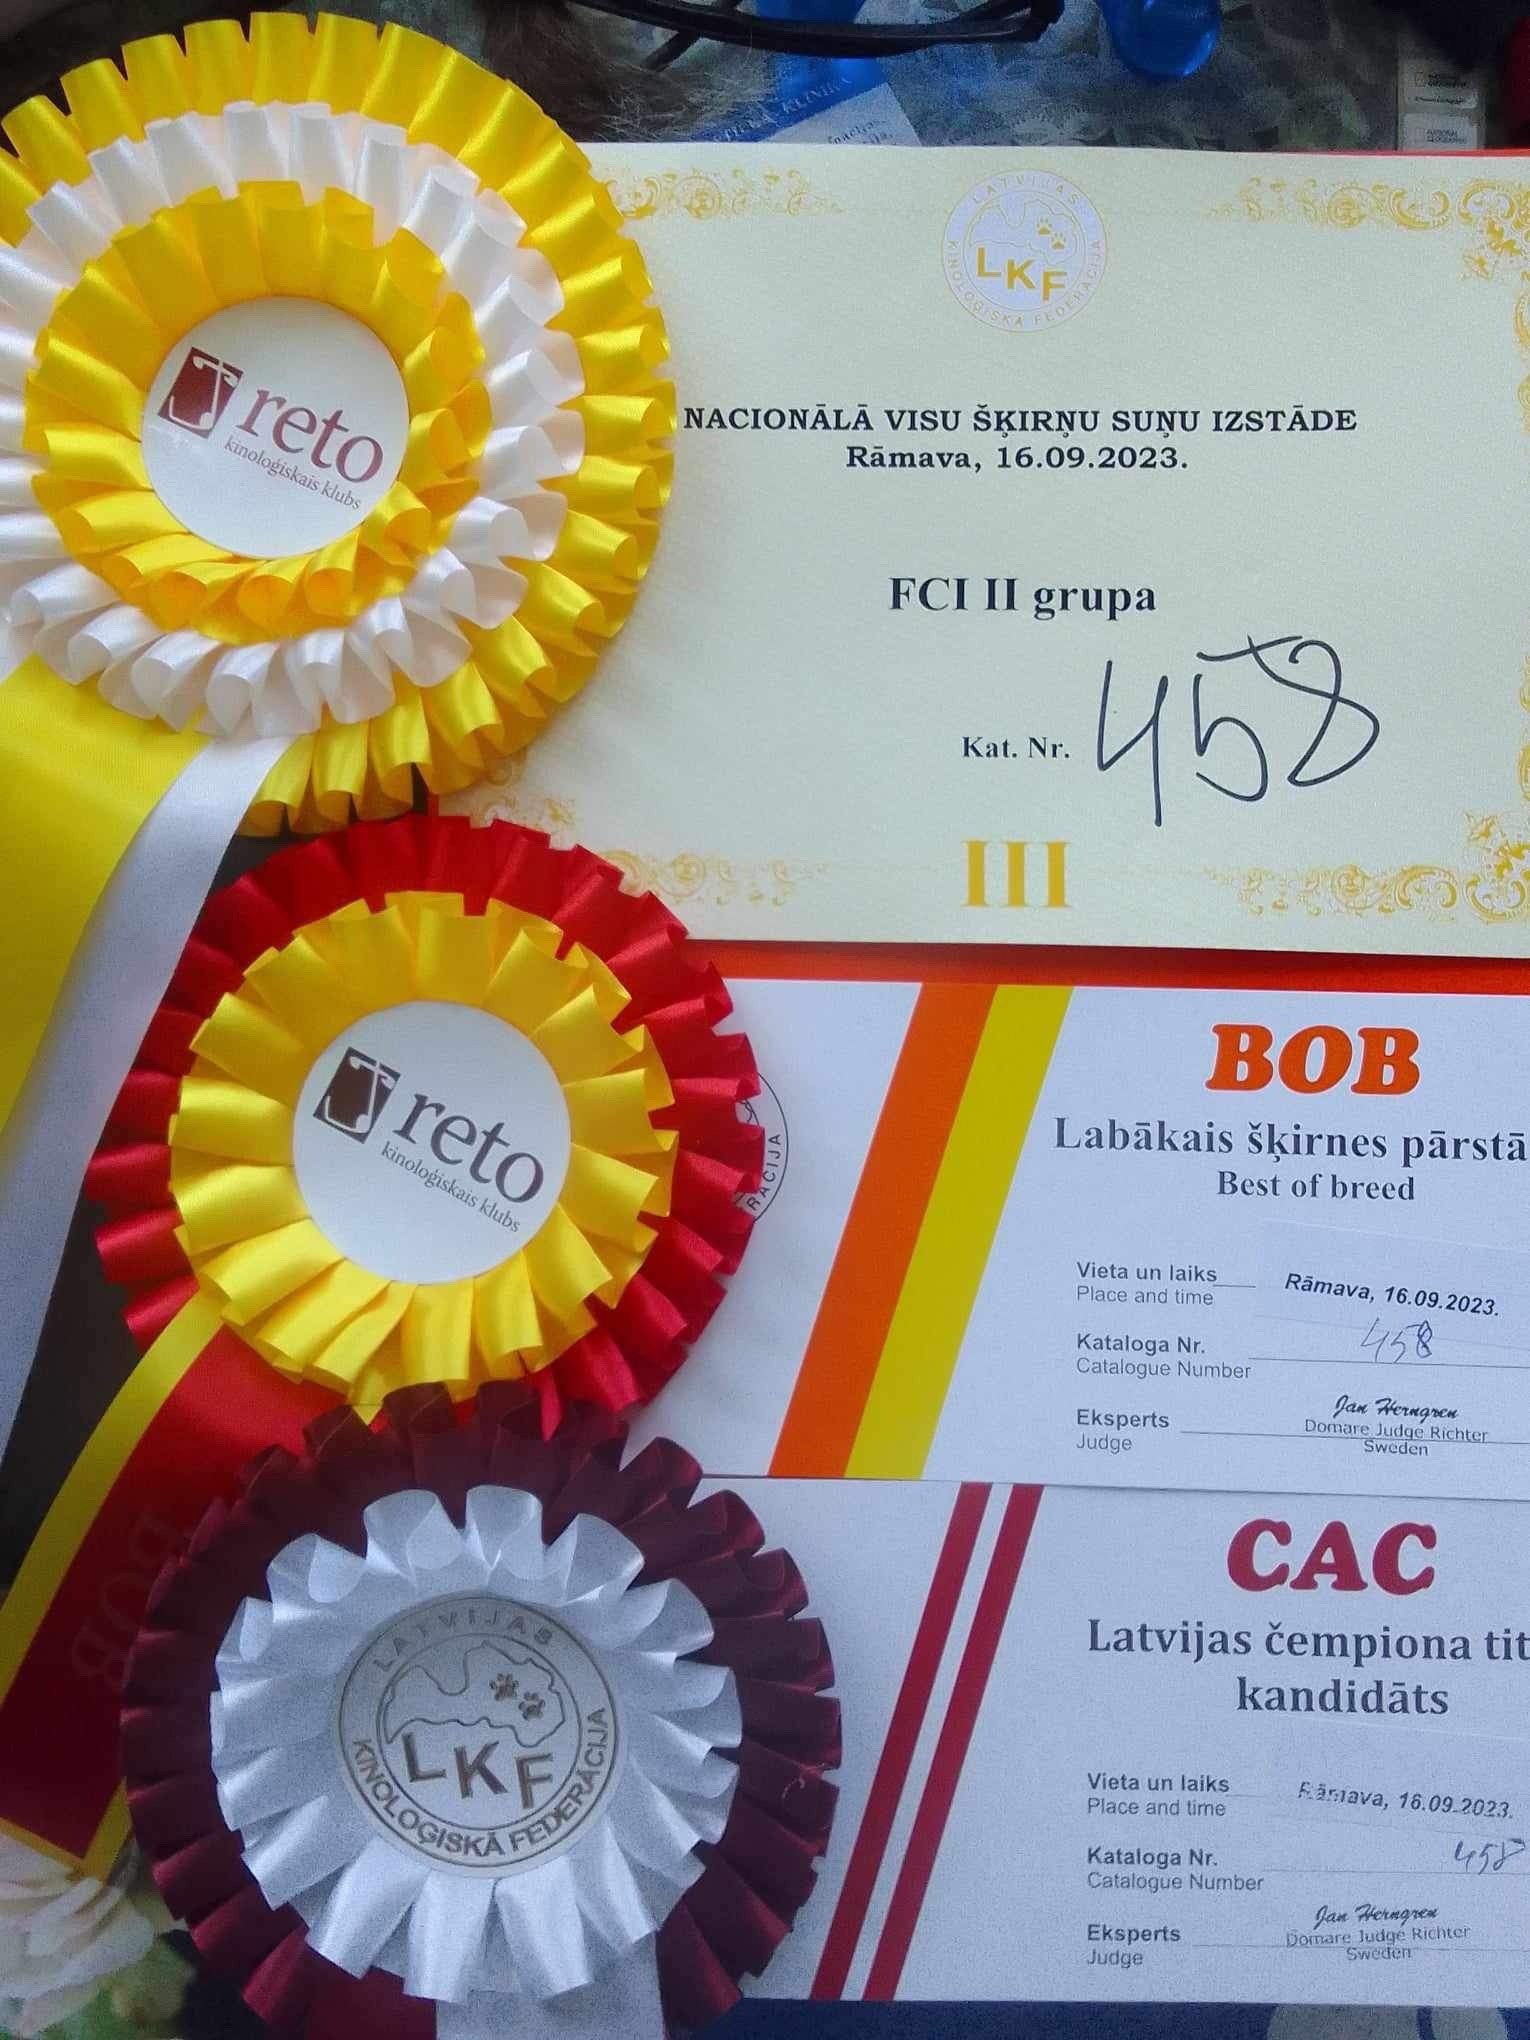 LATVIJAS
KINOLOĢISKĀ FEDERĀCIJA
LKF
NACIONĀLĀ VISU ŠĶIRŅU SUŅU IZSTĀDE
Rāmava, 16.09.2023.
FCI II grupa
Kat. Nr. 458
III
reto
kinoloģiskais klubs
reto
kinoloģiskais klubs
BOB
Labākais šķirnes pārstā
Best of breed
Vieta un laiks Rāmava, 16.09.2023.
Place and time
Kataloga Nr. 458
Catalogue Number
Eksperts Jan Herngren
Judge Domare Judge Richter
Sweden
BOB
LATVIJAS
KINOLOĢISKĀ FEDERĀCIJA
LKF
CAC
Latvijas čempiona tit
kandidāts
Vieta un laiks Rāmava, 16.09.2023.
Place and time
Kataloga Nr. 458
Catalogue Number
Eksperts Jan Herngren
Judge Domare Judge Richter
Sweden